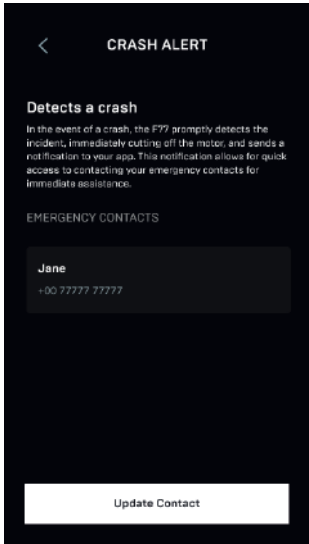 CRASH ALERT
Detects a crash
In the event of a crash, the F77 promptly detects the
incident, immediately cutting off the motor, and sends a
notification to your app. This notification allows for quick
access to contacting your emergency contacts for
immediate assistance.
EMERGENCY CONTACTS
Jane
+00 77777 77777
Update Contact